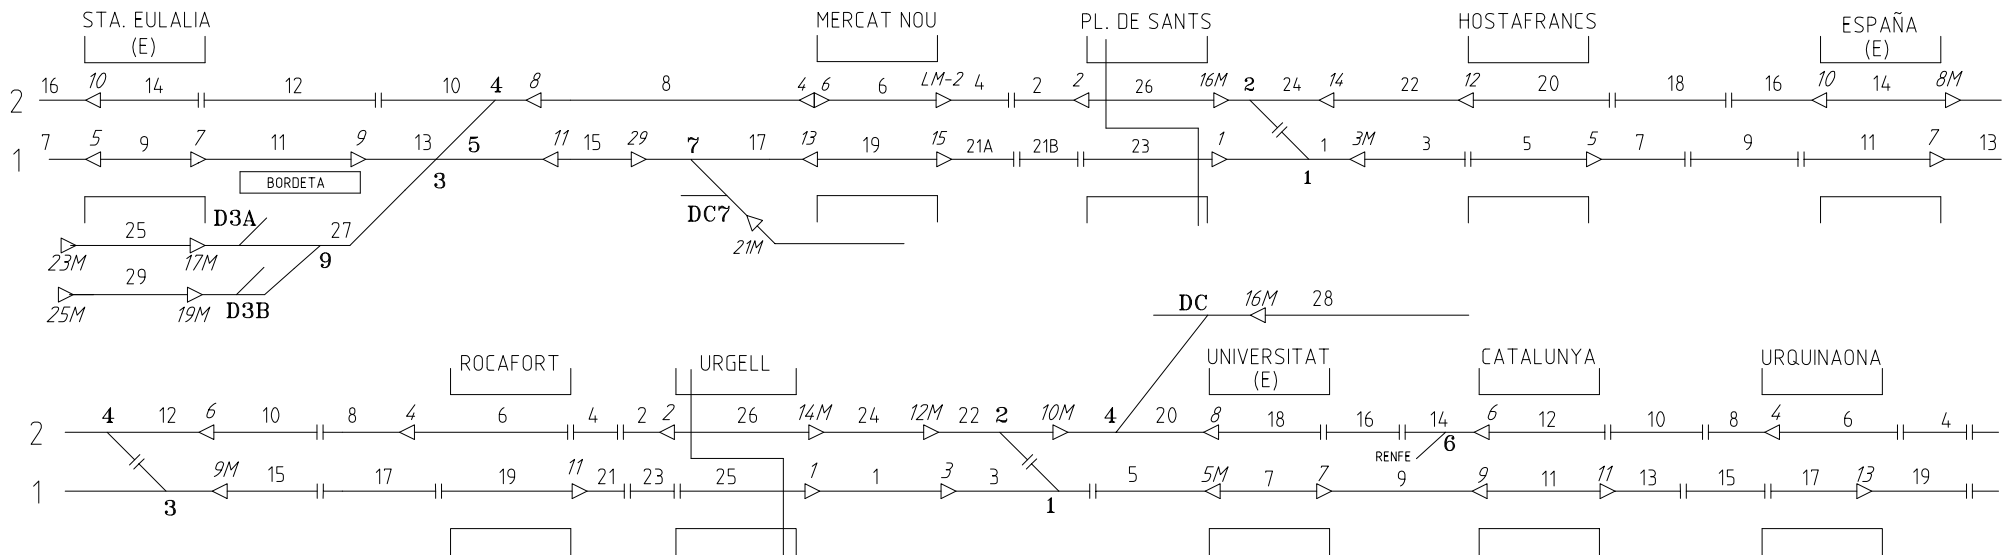 STA. EULALIA MERCAT NOU PL. DE SANTS HOSTAFRANCS ESPAÑA
(E) (E)
16 10 14 12 10 4 8 8 4 6 6 LM-2 4 2 2 26 16M 2 24 14 22 12 20 18 16 10 14 8M
2
7 5 9 7 11 9 13 5 11 15 29 7 17 13 19 15 21A 21B 23 1 1 3M 3 5 5 7 9 11 7 13
1
3 1
BORDETA
D3A DC7
25 27
23M 17M 9 21M
29
25M 19M D3B
DC 16M 28
ROCAFORT URGELL UNIVERSITAT CATALUNYA URQUINAONA
(E)
4 12 6 10 8 4 6 4 2 2 26 14M 24 12M 22 2 10M 4 20 8 18 16 14 6 12 10 8 4 6 4
2
RENFE 6
9M 15 17 19 11 21 23 25 1 1 3 3 5 5M 7 7 9 9 11 11 13 15 17 13 19
1
3 1